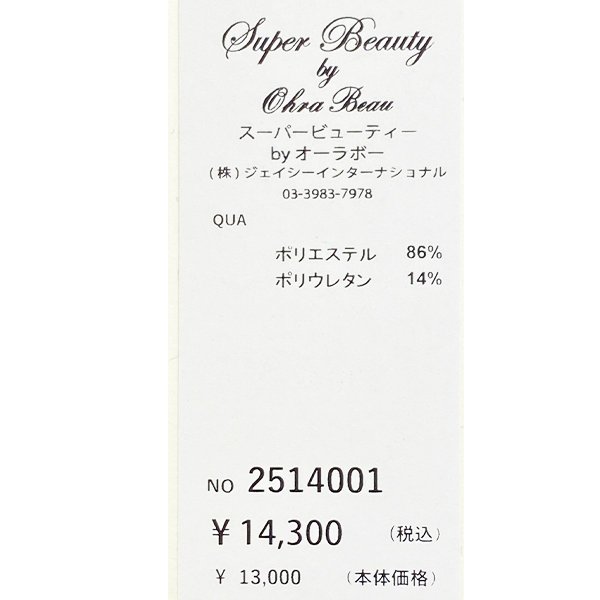 Super Beauty
by
Ohra Beau
スーパービューティー
by オーラボー
(株)ジェイシーインターナショナル
03-3983-7978
QUA
ポリエステル 86%
ポリウレタン 14%
NO 2514001
¥14,300 (税込)
¥ 13,000 (本体価格)